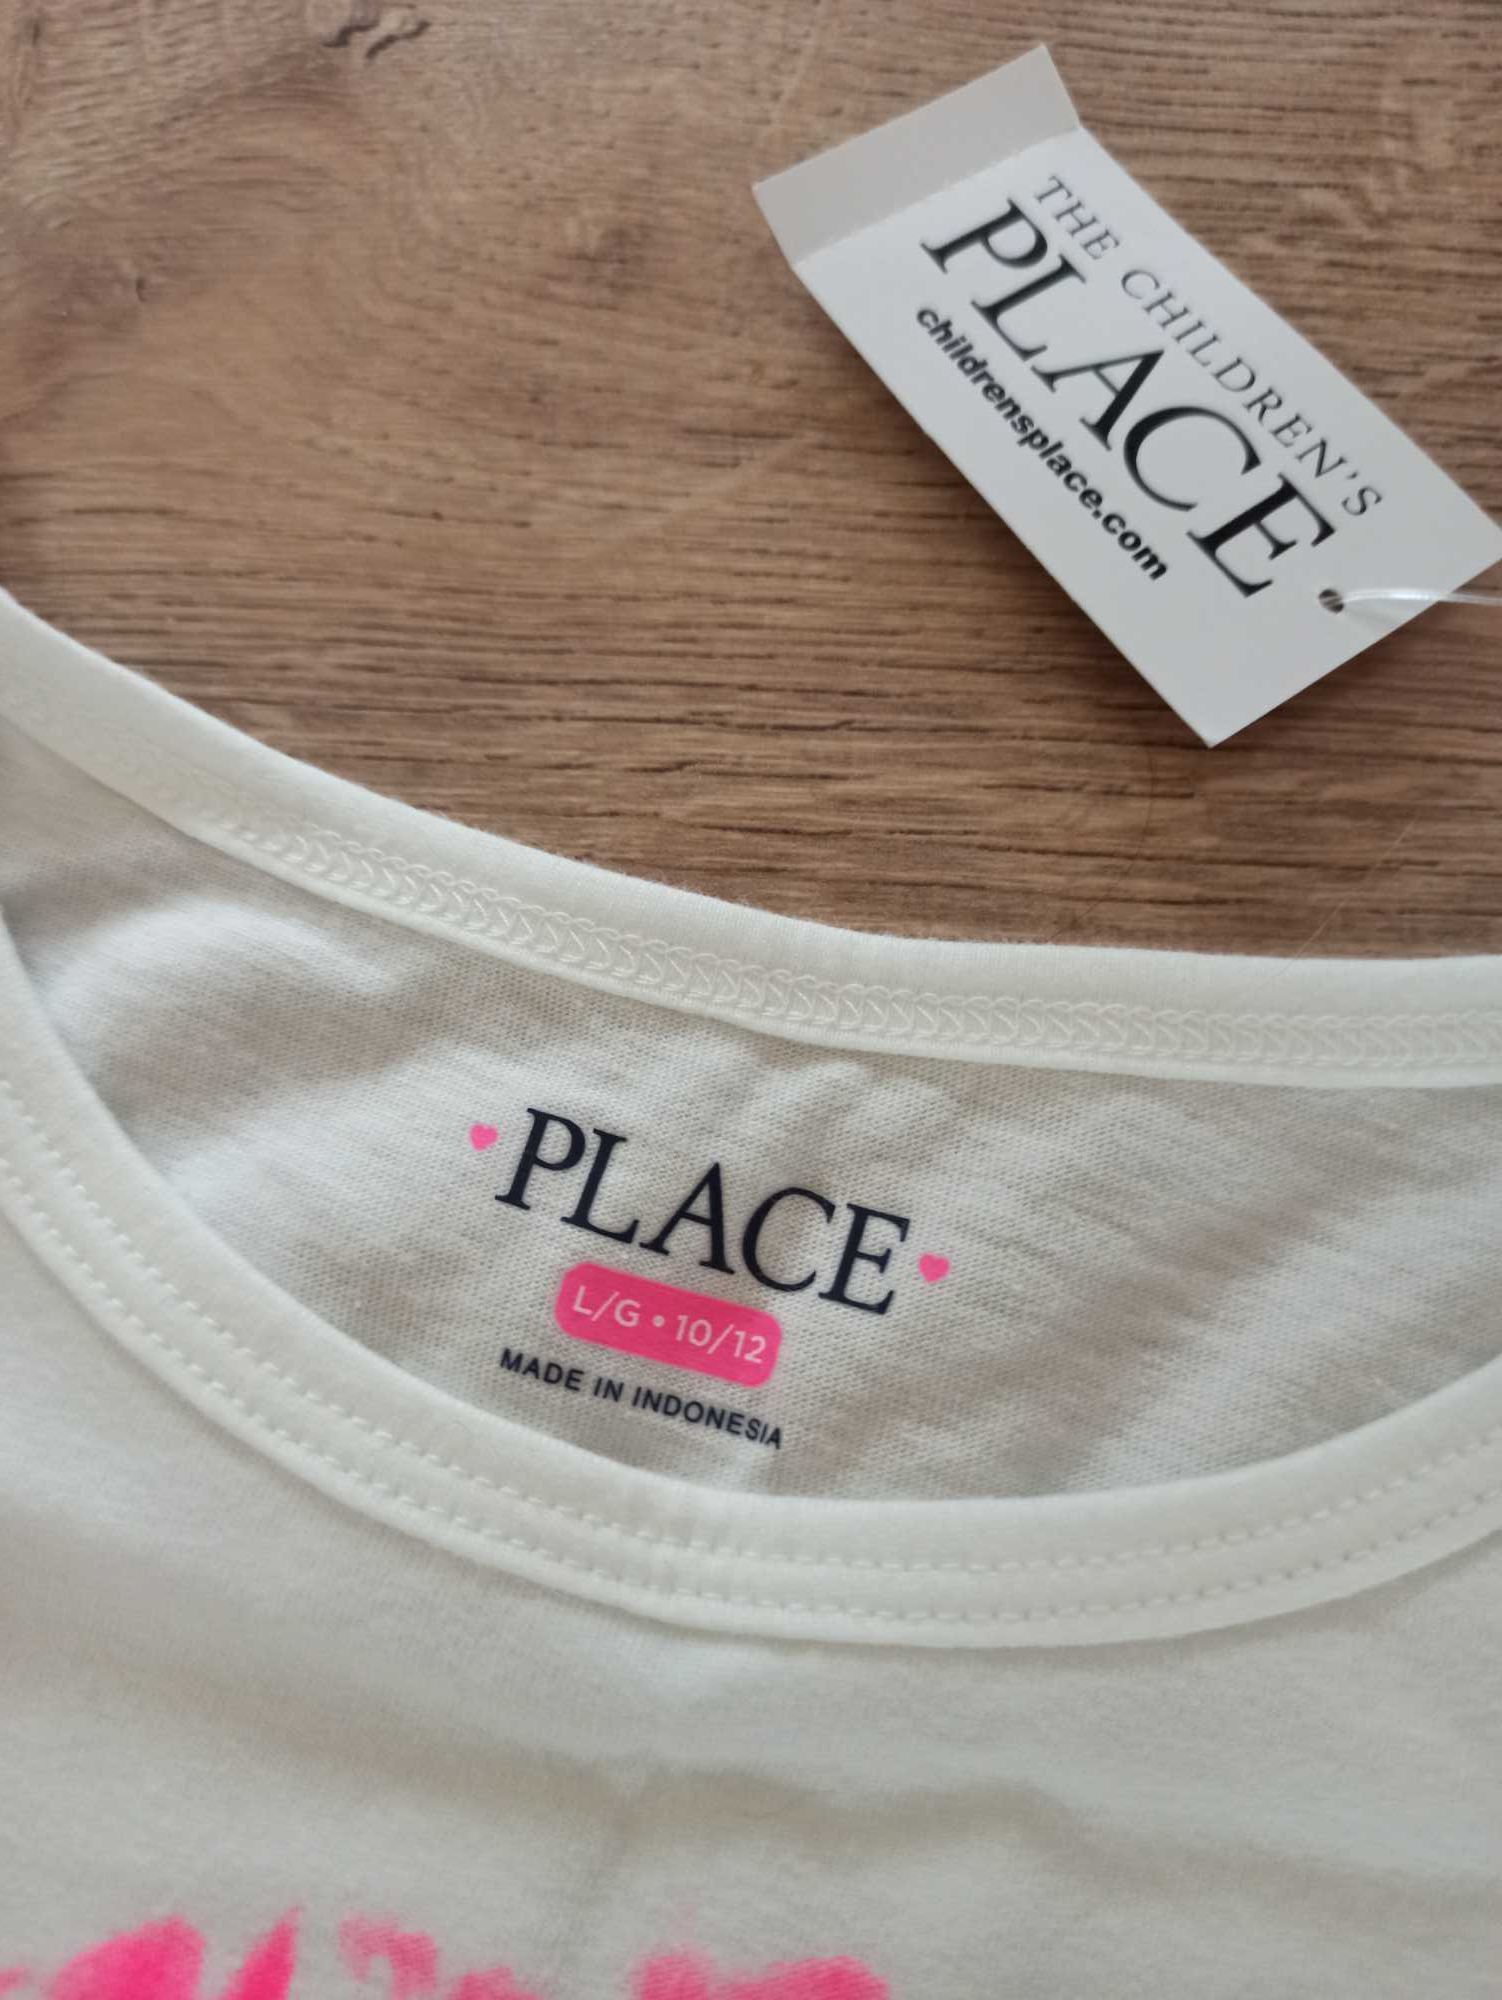 THE CHILDREN'S
PLACE
childrensplace.com
PLACE
L/G • 10/12
MADE IN INDONESIA